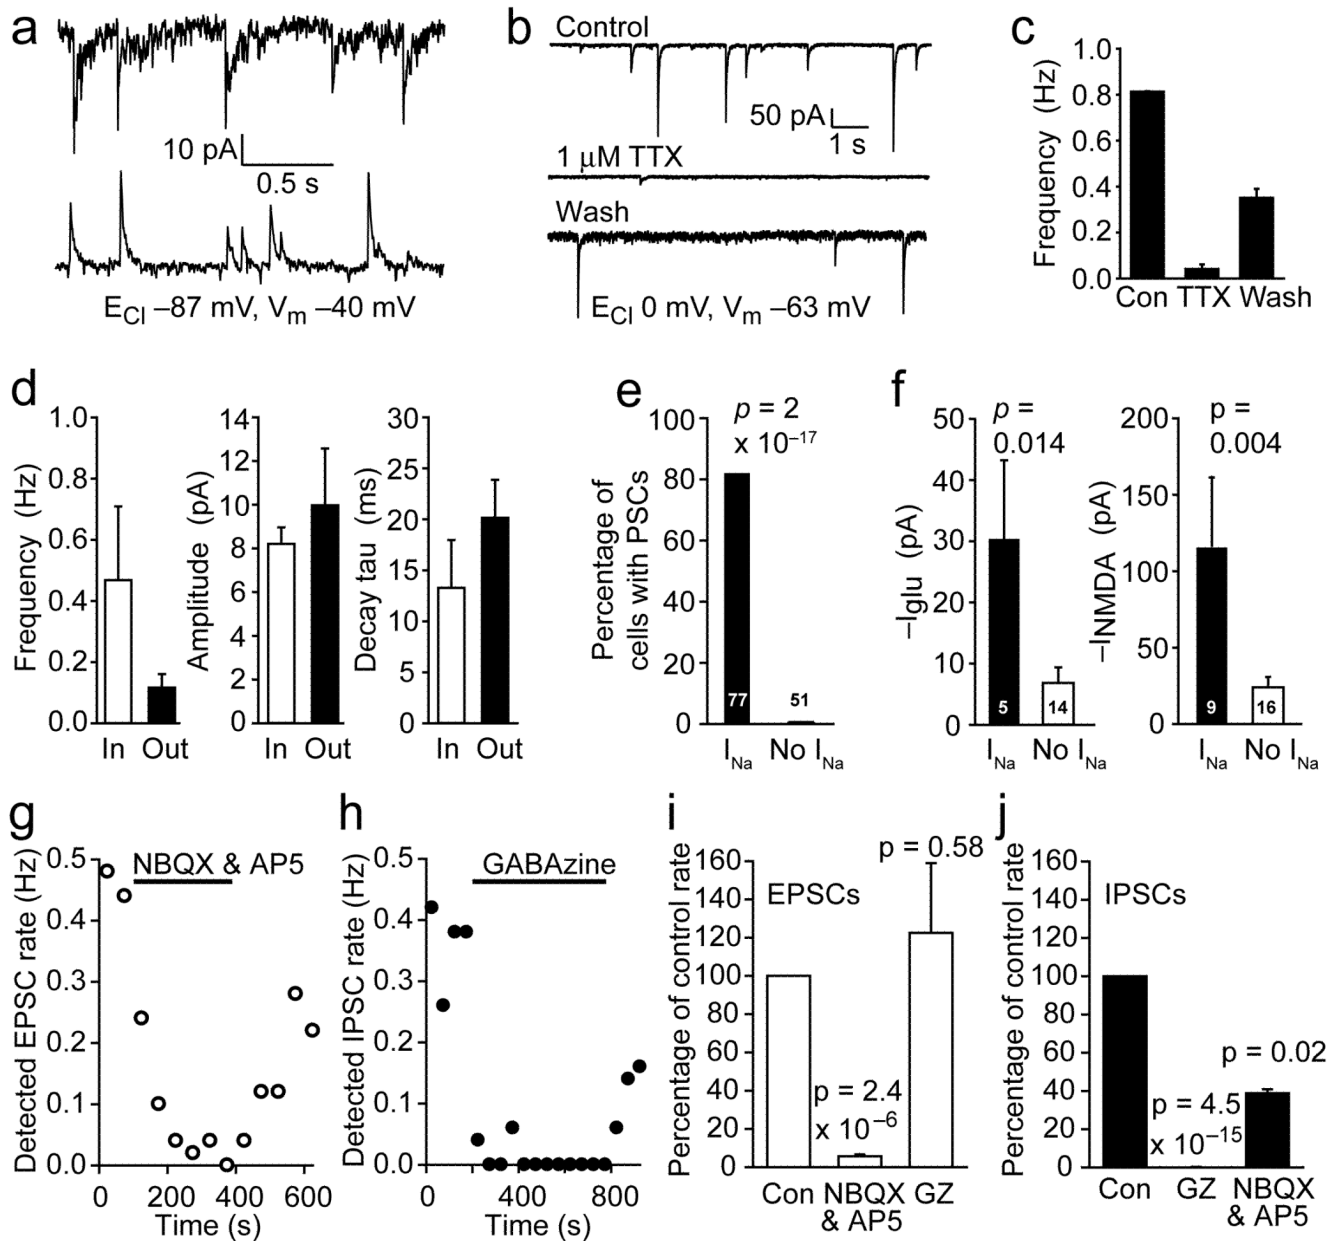 a
10 pA
0.5 s
E_Cl –87 mV, V_m –40 mV
b
Control
50 pA
1 s
1 μM TTX
Wash
E_Cl 0 mV, V_m –63 mV
c
Frequency (Hz)
0.8
0.6
0.4
0.2
0.0
Con TTX Wash
d
Frequency (Hz)
1.0
0.8
0.6
0.4
0.2
0.0
In Out
Amplitude (pA)
14
12
10
8
6
4
2
0
In Out
Decay tau (ms)
30
25
20
15
10
5
0
In Out
e
p = 2
x 10⁻¹⁷
Percentage of
cells with PSCs
100
80
60
40
20
0
77
51
I_Na No I_Na
f
p =
0.014
–Iglu (pA)
50
40
30
20
10
0
5
14
I_Na No I_Na
p =
0.004
–I_NMDA (pA)
200
150
100
50
0
9
16
I_Na No I_Na
g
Detected EPSC rate (Hz)
0.5
0.4
0.3
0.2
0.1
0.0
NBQX & AP5
0 200 400 600
Time (s)
h
Detected IPSC rate (Hz)
0.5
0.4
0.3
0.2
0.1
0.0
GABAzine
0 400 800
Time (s)
i
Percentage of control rate
160
140
120
100
80
60
40
20
0
EPSCs
p = 0.58
p = 2.4
x 10⁻⁶
Con NBQX GZ
& AP5
j
Percentage of control rate
160
140
120
100
80
60
40
20
0
IPSCs
p = 0.02
p = 4.5
x 10⁻¹⁵
Con GZ NBQX
& AP5